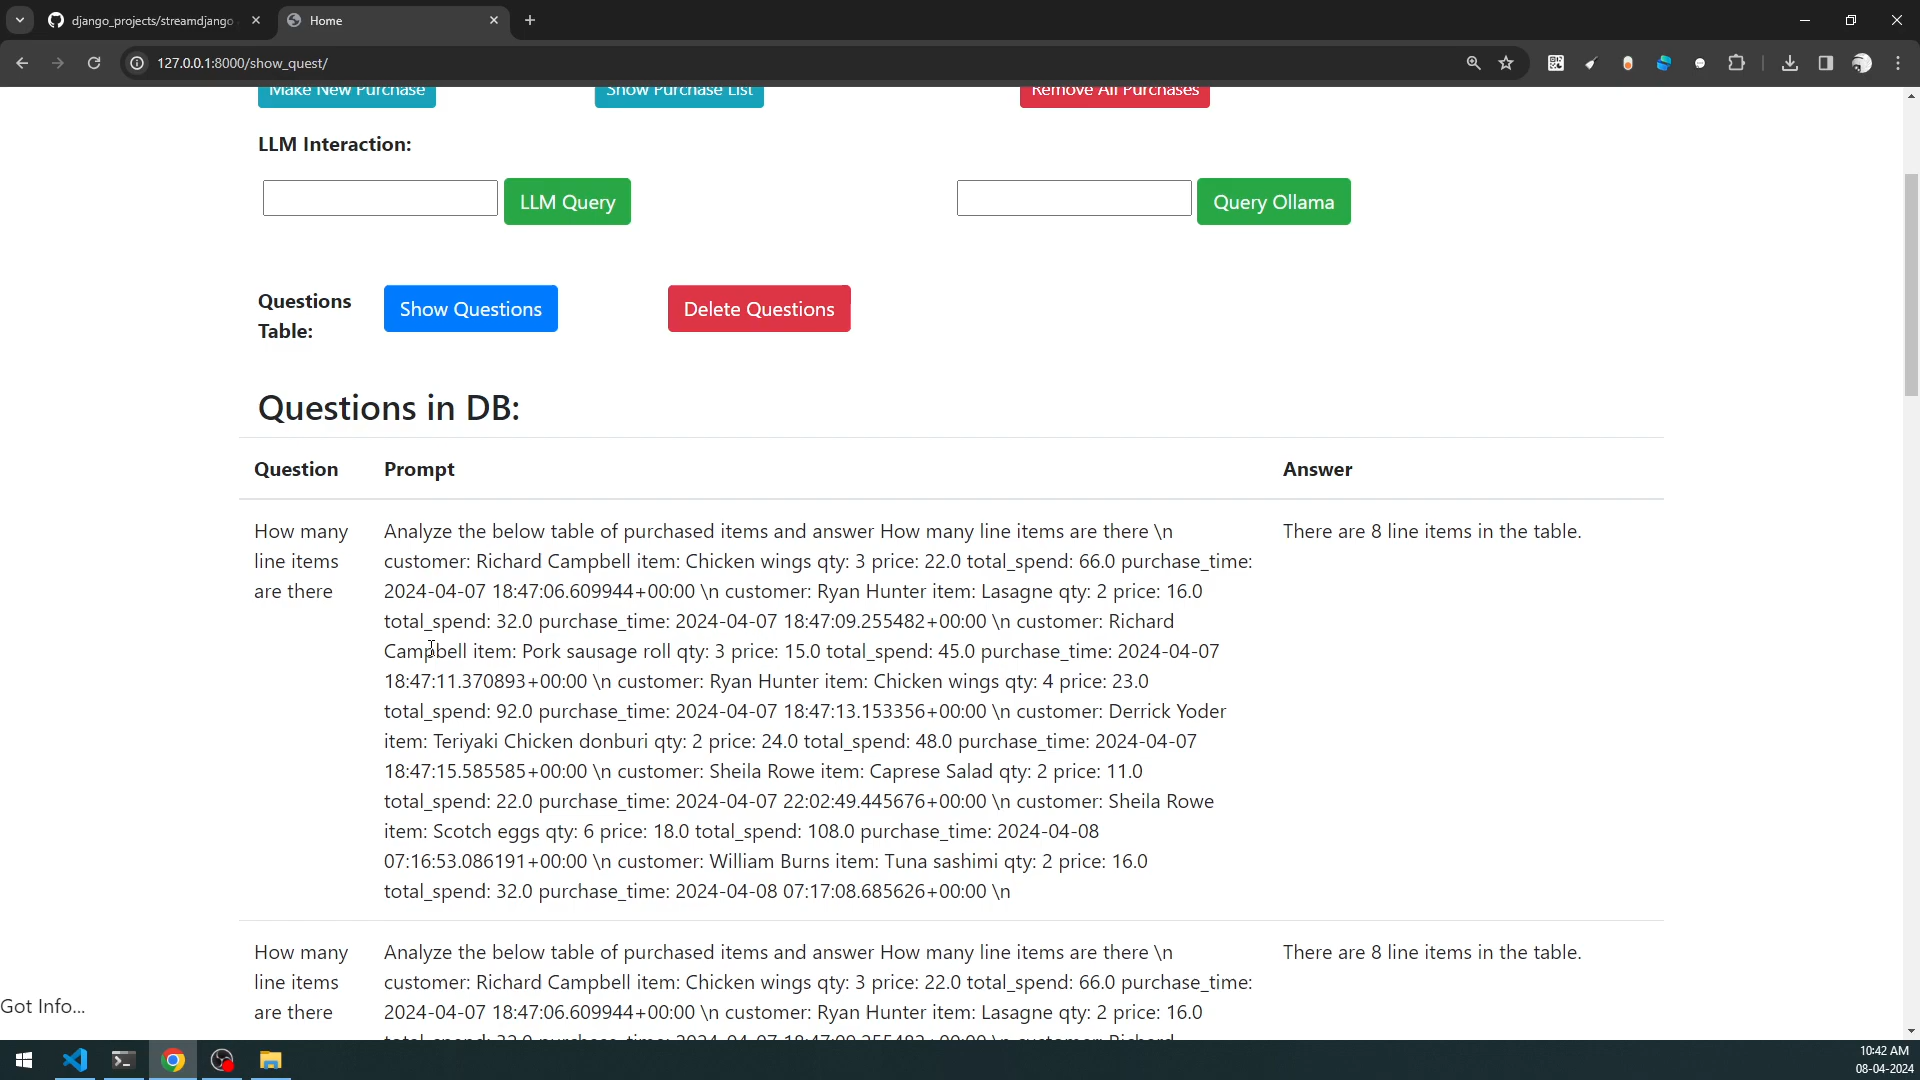 django_projects/streamdjango
Home
127.0.0.1:8000/show_quest/
Make New Purchase
Show Purchase List
Remove All Purchases
LLM Interaction:
LLM Query
Query Ollama
Questions
Table:
Show Questions
Delete Questions
Questions in DB:
Question
Prompt
Answer
How many
line items
are there
Analyze the below table of purchased items and answer How many line items are there \n
customer: Richard Campbell item: Chicken wings qty: 3 price: 22.0 total_spend: 66.0 purchase_time:
2024-04-07 18:47:06.609944+00:00 \n customer: Ryan Hunter item: Lasagne qty: 2 price: 16.0
total_spend: 32.0 purchase_time: 2024-04-07 18:47:09.255482+00:00 \n customer: Richard
Campbell item: Pork sausage roll qty: 3 price: 15.0 total_spend: 45.0 purchase_time: 2024-04-07
18:47:11.370893+00:00 \n customer: Ryan Hunter item: Chicken wings qty: 4 price: 23.0
total_spend: 92.0 purchase_time: 2024-04-07 18:47:13.153356+00:00 \n customer: Derrick Yoder
item: Teriyaki Chicken donburi qty: 2 price: 24.0 total_spend: 48.0 purchase_time: 2024-04-07
18:47:15.585585+00:00 \n customer: Sheila Rowe item: Caprese Salad qty: 2 price: 11.0
total_spend: 22.0 purchase_time: 2024-04-07 22:02:49.445676+00:00 \n customer: Sheila Rowe
item: Scotch eggs qty: 6 price: 18.0 total_spend: 108.0 purchase_time: 2024-04-08
07:16:53.086191+00:00 \n customer: William Burns item: Tuna sashimi qty: 2 price: 16.0
total_spend: 32.0 purchase_time: 2024-04-08 07:17:08.685626+00:00 \n
There are 8 line items in the table.
How many
line items
are there
Analyze the below table of purchased items and answer How many line items are there \n
customer: Richard Campbell item: Chicken wings qty: 3 price: 22.0 total_spend: 66.0 purchase_time:
2024-04-07 18:47:06.609944+00:00 \n customer: Ryan Hunter item: Lasagne qty: 2 price: 16.0
total_spend: 32.0 purchase_time: 2024-04-07 18:47:09.255482+00:00 \n customer: Richard
There are 8 line items in the table.
Got Info...
10:42 AM
08-04-2024